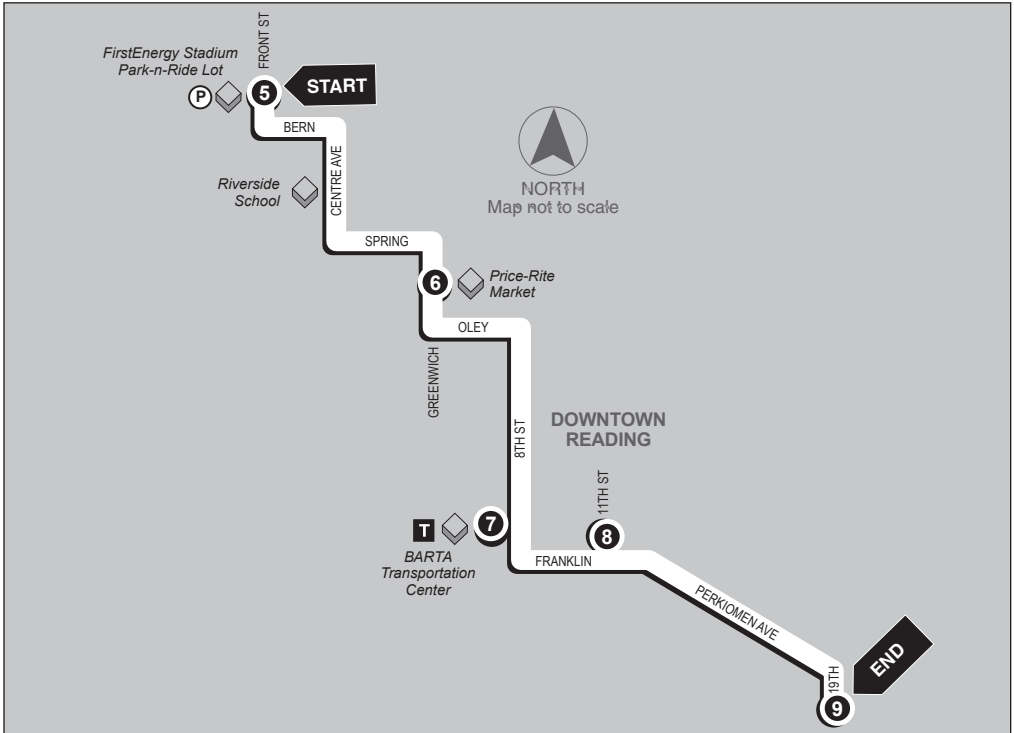 FRONT ST
FirstEnergy Stadium
Park-n-Ride Lot
P
5
START
BERN
CENTRE AVE
Riverside
School
NORTH
Map not to scale
SPRING
6
Price-Rite
Market
OLEY
GREENWICH
DOWNTOWN
READING
8TH ST
11TH ST
T
7
8
BARTA
Transportation
Center
FRANKLIN
PERKIOMEN AVE
END
19TH
9